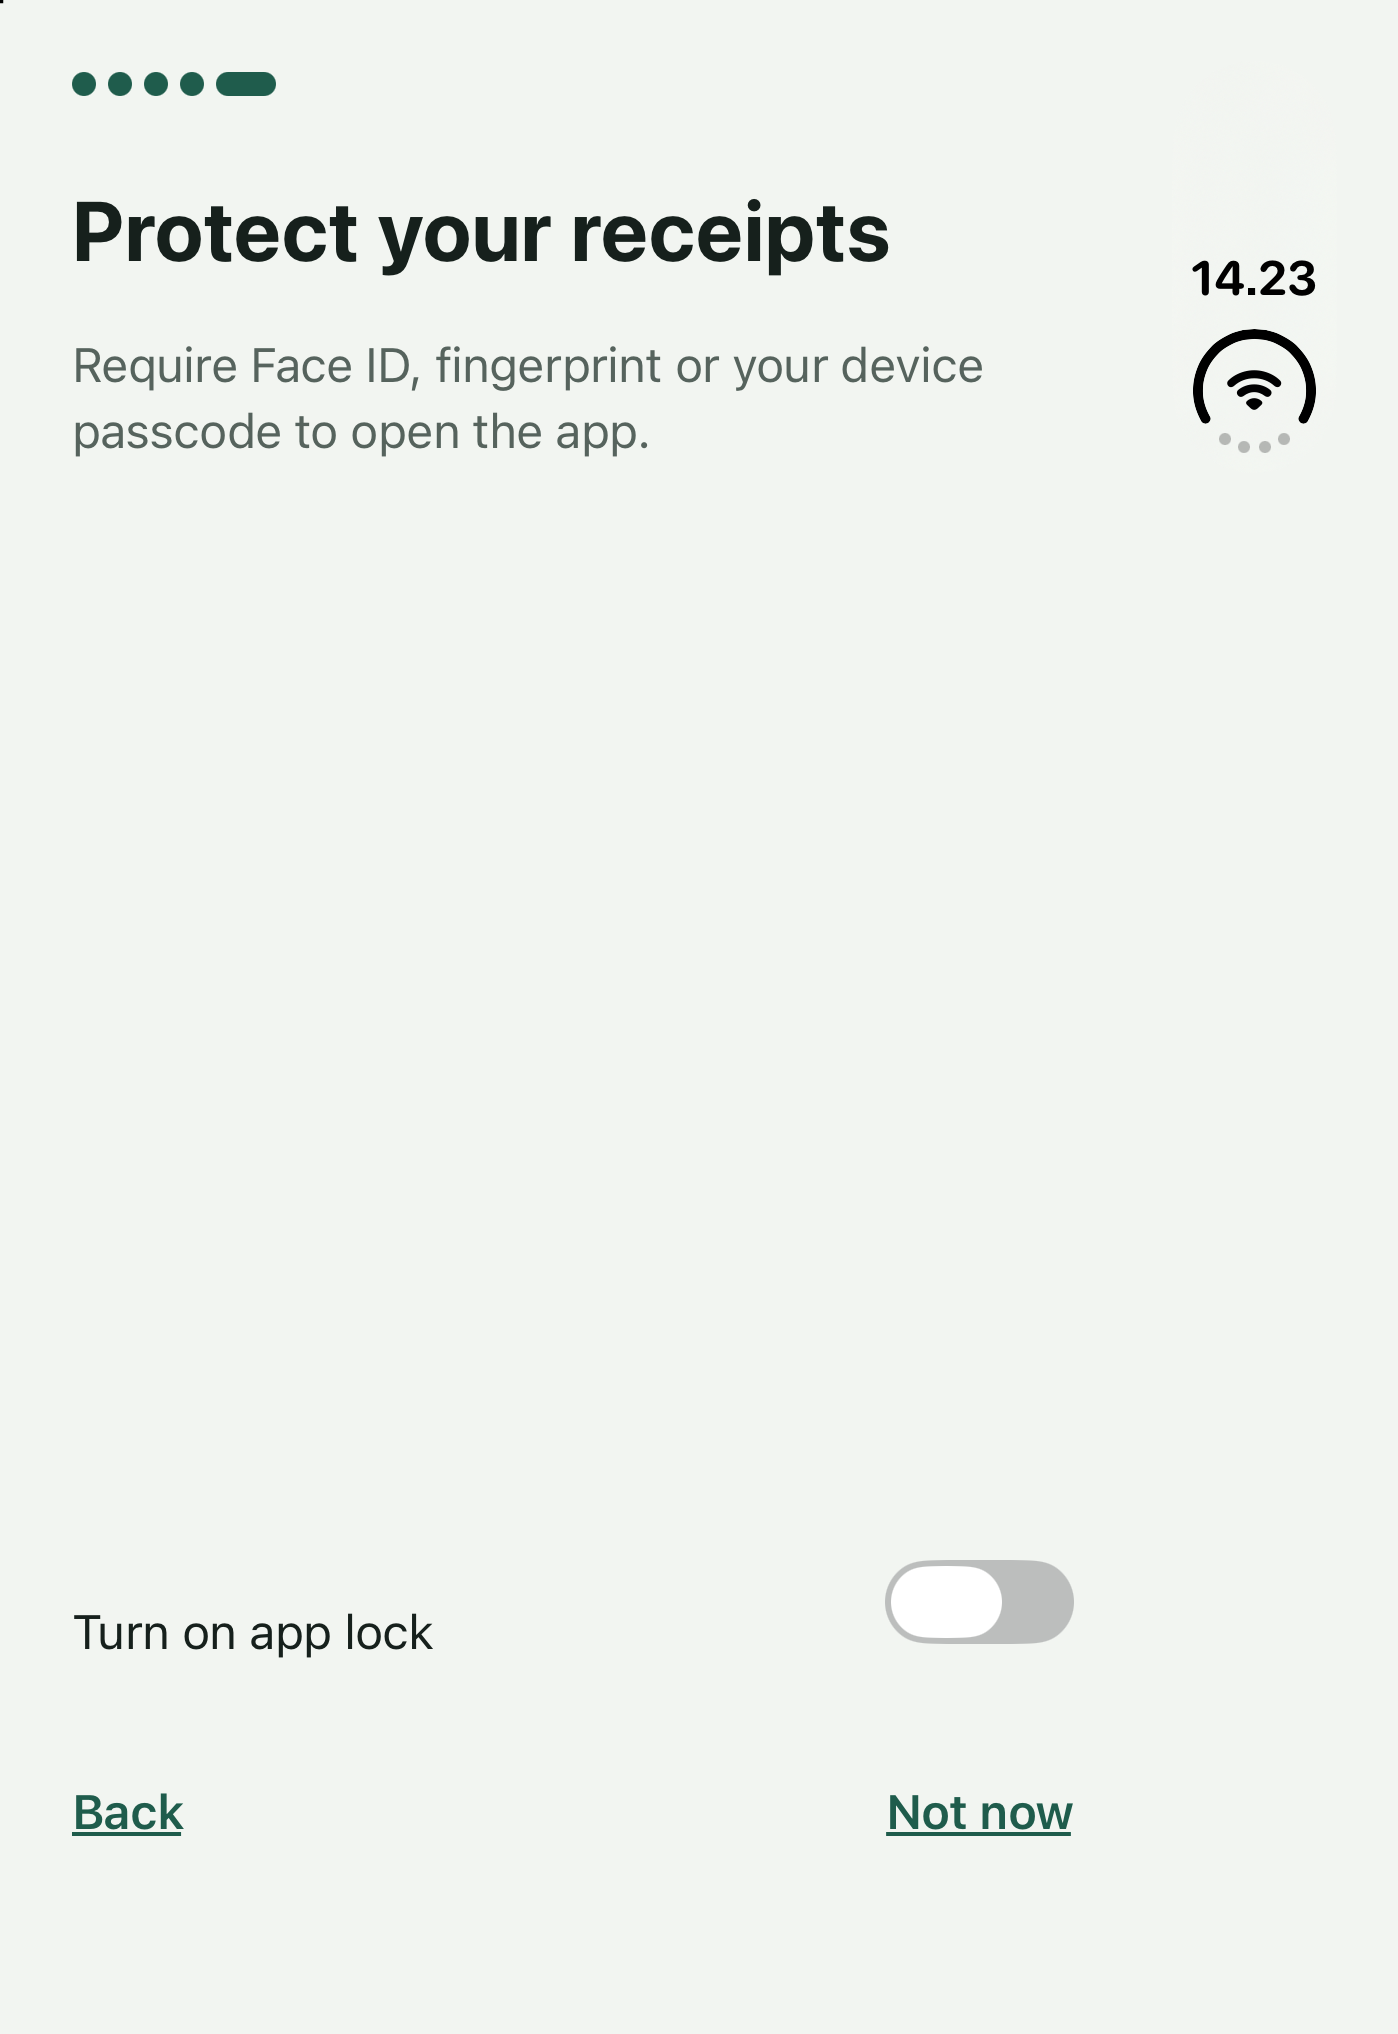 Protect your receipts
14.23
Require Face ID, fingerprint or your device
passcode to open the app.
Turn on app lock
Back
Not now